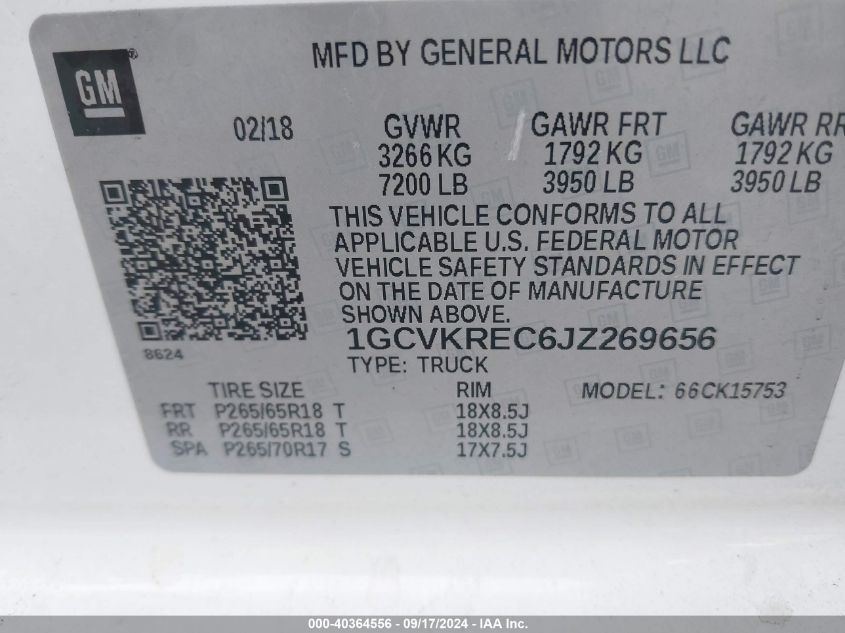 GM®
MFD BY GENERAL MOTORS LLC
02/18 GVWR GAWR FRT GAWR RR
3266 KG 1792 KG 1792 KG
7200 LB 3950 LB 3950 LB
THIS VEHICLE CONFORMS TO ALL
APPLICABLE U.S. FEDERAL MOTOR
VEHICLE SAFETY STANDARDS IN EFFECT
ON THE DATE OF MANUFACTURE
SHOWN ABOVE.
1GCVKREC6JZ269656
8624
TYPE: TRUCK
TIRE SIZE RIM MODEL: 66CK15753
FRT P265/65R18 T 18X8.5J
RR P265/65R18 T 18X8.5J
SPA P265/70R17 S 17X7.5J
000-40364556 - 09/17/2024 - IAA Inc.